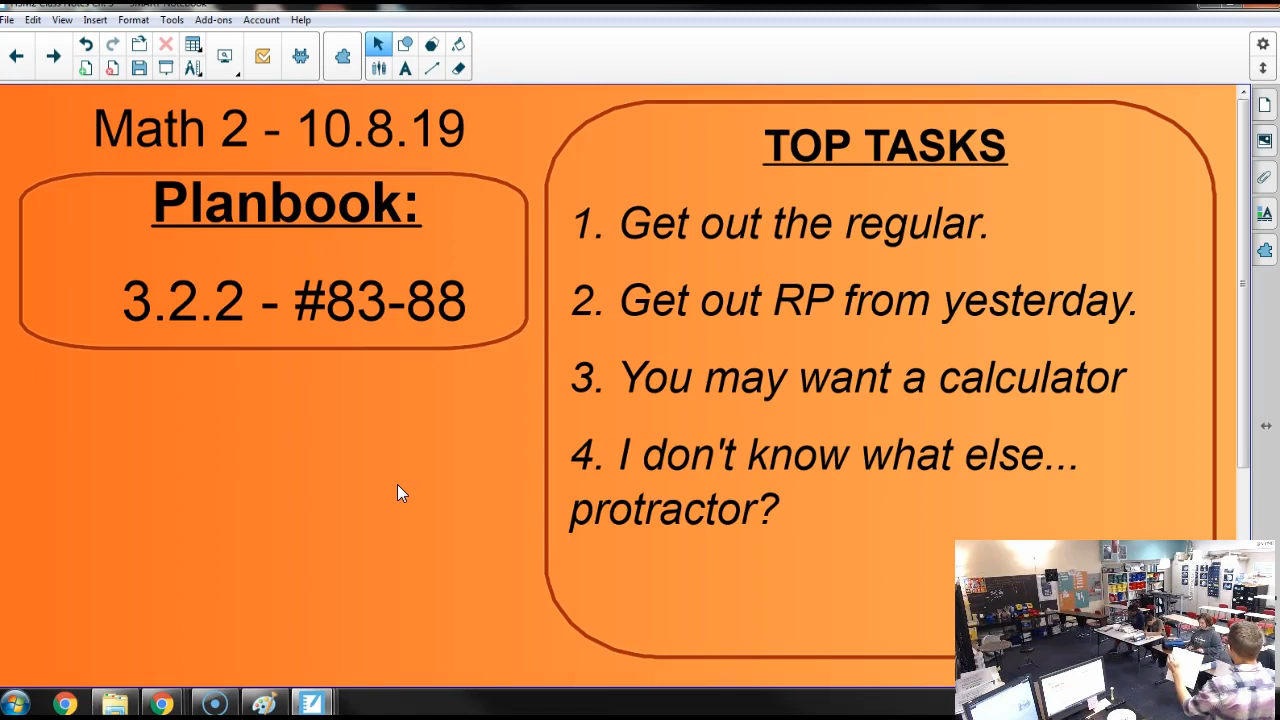 File Edit View Insert Format Tools Add-ons Account Help
Math 2 - 10.8.19
Planbook:
3.2.2 - #83-88
TOP TASKS
1. Get out the regular.
2. Get out RP from yesterday.
3. You may want a calculator
4. I don't know what else...
protractor?